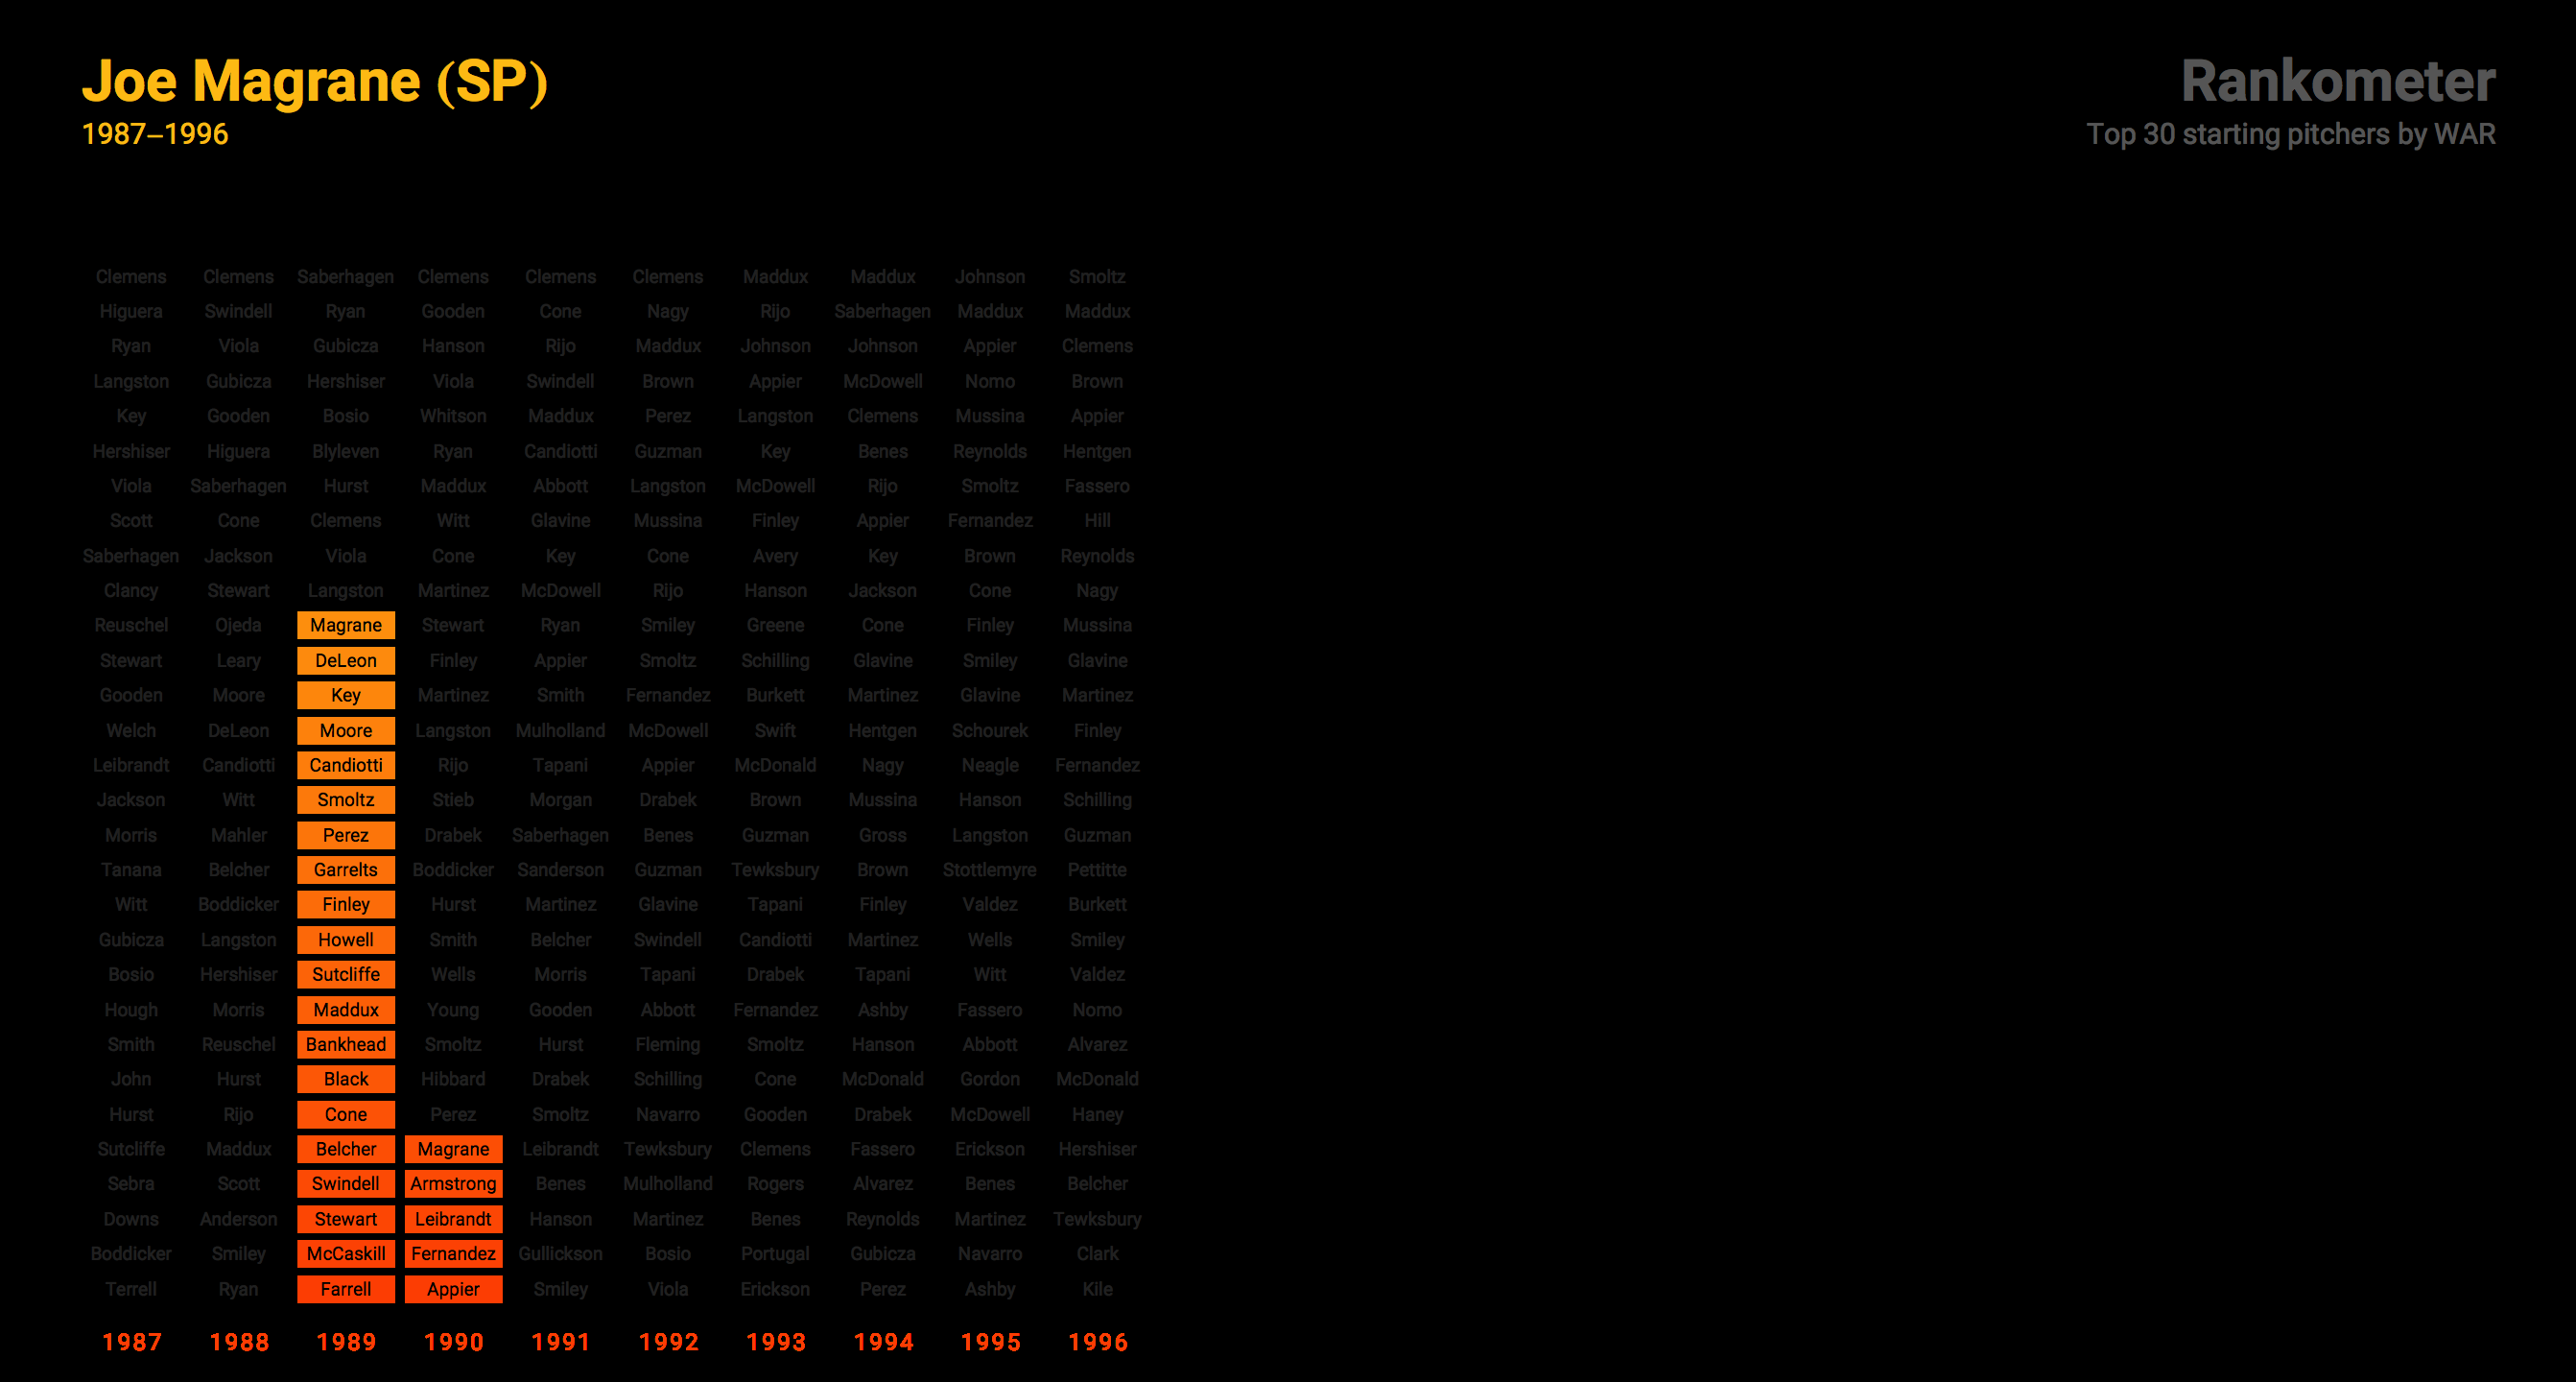 Joe Magrane (SP)
1987–1996
Rankometer
Top 30 starting pitchers by WAR
Clemens Clemens Saberhagen Clemens Clemens Clemens Maddux Maddux Johnson Smoltz
Higuera Swindell Ryan Gooden Cone Nagy Rijo Saberhagen Maddux Maddux
Ryan Viola Gubicza Hanson Rijo Maddux Johnson Johnson Appier Clemens
Langston Gubicza Hershiser Viola Swindell Brown Appier McDowell Nomo Brown
Key Gooden Bosio Whitson Maddux Perez Langston Clemens Mussina Appier
Hershiser Higuera Blyleven Ryan Candiotti Guzman Key Benes Reynolds Hentgen
Viola Saberhagen Hurst Maddux Abbott Langston McDowell Rijo Smoltz Fassero
Scott Cone Clemens Witt Glavine Mussina Finley Appier Fernandez Hill
Saberhagen Jackson Viola Cone Key Cone Avery Key Brown Reynolds
Clancy Stewart Langston Martinez McDowell Rijo Hanson Jackson Cone Nagy
Reuschel Ojeda Magrane Stewart Ryan Smiley Greene Cone Finley Mussina
Stewart Leary DeLeon Finley Appier Smoltz Schilling Glavine Smiley Glavine
Gooden Moore Key Martinez Smith Fernandez Burkett Martinez Glavine Martinez
Welch DeLeon Moore Langston Mulholland McDowell Swift Hentgen Schourek Finley
Leibrandt Candiotti Candiotti Rijo Tapani Appier McDonald Nagy Neagle Fernandez
Jackson Witt Smoltz Stieb Morgan Drabek Brown Mussina Hanson Schilling
Morris Mahler Perez Drabek Saberhagen Benes Guzman Gross Langston Guzman
Tanana Belcher Garrelts Boddicker Sanderson Guzman Tewksbury Brown Stottlemyre Pettitte
Witt Boddicker Finley Hurst Martinez Glavine Tapani Finley Valdez Burkett
Gubicza Langston Howell Smith Belcher Swindell Candiotti Martinez Wells Smiley
Bosio Hershiser Sutcliffe Wells Morris Tapani Drabek Tapani Witt Valdez
Hough Morris Maddux Young Gooden Abbott Fernandez Ashby Fassero Nomo
Smith Reuschel Bankhead Smoltz Hurst Fleming Smoltz Hanson Abbott Alvarez
John Hurst Black Hibbard Drabek Schilling Cone McDonald Gordon McDonald
Hurst Rijo Cone Perez Smoltz Navarro Gooden Drabek McDowell Haney
Sutcliffe Maddux Belcher Magrane Leibrandt Tewksbury Clemens Fassero Erickson Hershiser
Sebra Scott Swindell Armstrong Benes Mulholland Rogers Alvarez Benes Belcher
Downs Anderson Stewart Leibrandt Hanson Martinez Benes Reynolds Martinez Tewksbury
Boddicker Smiley McCaskill Fernandez Gullickson Bosio Portugal Gubicza Navarro Clark
Terrell Ryan Farrell Appier Smiley Viola Erickson Perez Ashby Kile
1987 1988 1989 1990 1991 1992 1993 1994 1995 1996